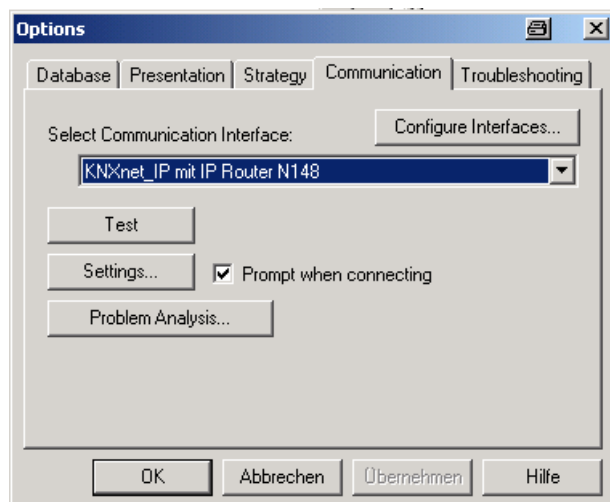 Options
Database Presentation Strategy Communication Troubleshooting
Select Communication Interface: Configure Interfaces...
KNXnet_IP mit IP Router N148
Test
Settings... Prompt when connecting
Problem Analysis...
OK Abbrechen Übernehmen Hilfe